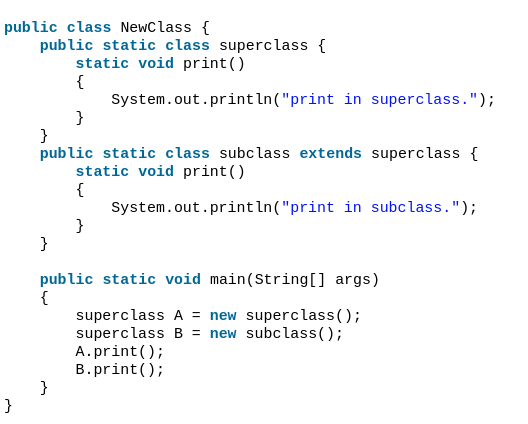 public class NewClass {
    public static class superclass {
        static void print()
        {
            System.out.println("print in superclass.");
        }
    }
    public static class subclass extends superclass {
        static void print()
        {
            System.out.println("print in subclass.");
        }
    }

    public static void main(String[] args)
    {
        superclass A = new superclass();
        superclass B = new subclass();
        A.print();
        B.print();
    }
}